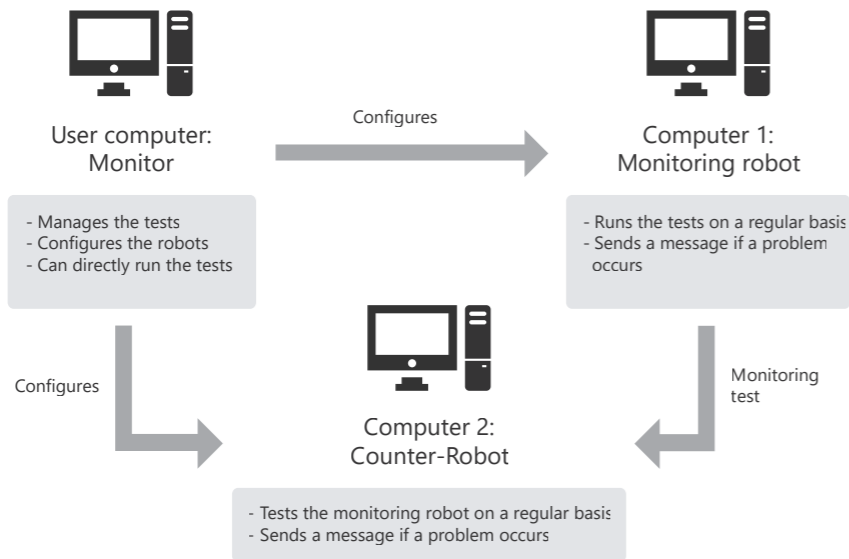 Configures
User computer:
Monitor
Computer 1:
Monitoring robot
- Manages the tests
- Configures the robots
- Can directly run the tests
- Runs the tests on a regular basis
- Sends a message if a problem
occurs
Configures
Monitoring
test
Computer 2:
Counter-Robot
- Tests the monitoring robot on a regular basis
- Sends a message if a problem occurs